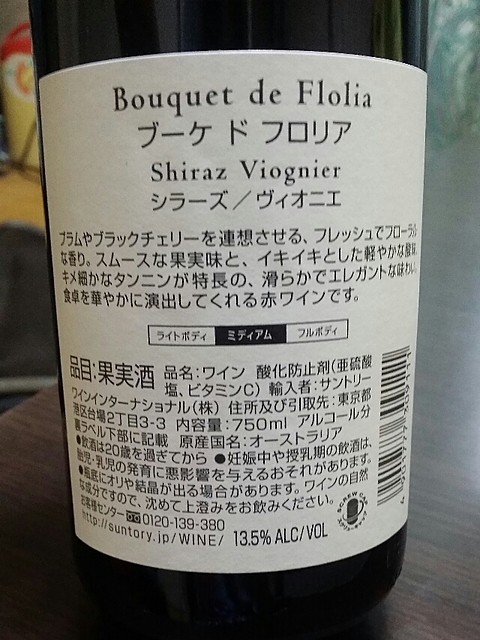 Bouquet de Flolia
ブーケ ド フロリア
Shiraz Viognier
シラーズ／ヴィオニエ
プラムやブラックチェリーを連想させる、フレッシュでフローラル
な香り。スムースな果実味と、イキイキとした軽やかな酸味、
キメ細かなタンニンが特長の、滑らかでエレガントな味わい。
食卓を華やかに演出してくれる赤ワインです。
ライトボディ ミディアム フルボディ
品目:果実酒 品名:ワイン 酸化防止剤(亜硫酸
塩、ビタミンC) 輸入者:サントリー
ワインインターナショナル(株) 住所及び引取先:東京都
港区台場2丁目3-3 内容量:750ml アルコール分
裏ラベル下部に記載 原産国名:オーストラリア
●飲酒は20歳を過ぎてから ●妊娠中や授乳期の飲酒は、
胎児・乳児の発育に悪影響を与えるおそれがあります。
●瓶底にオリや結晶が出る場合があります。ワインの自然
な成分ですので、沈めて上澄みをお飲みください。
お客様センター 0120-139-380
http://suntory.jp/WINE/ 13.5% ALC/VOL
SCREW CAP